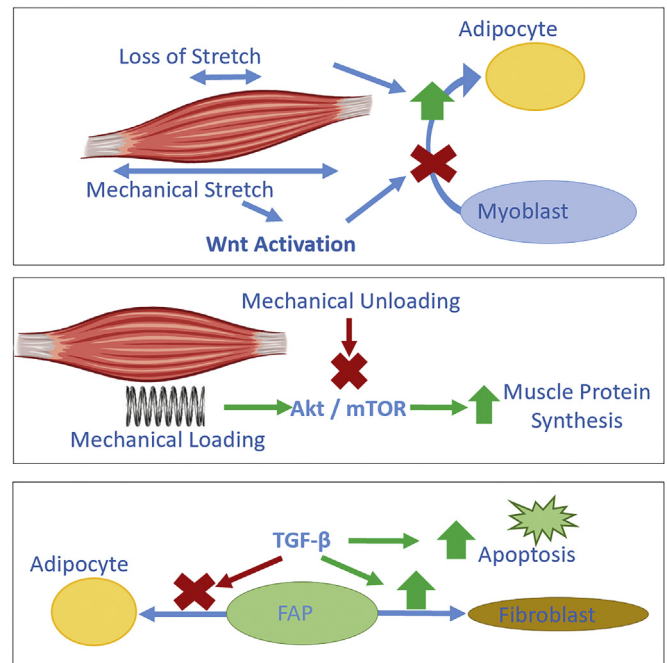 Adipocyte
Loss of Stretch
Mechanical Stretch
Myoblast
Wnt Activation
Mechanical Unloading
Akt / mTOR
Muscle Protein
Synthesis
Mechanical Loading
TGF-β
Apoptosis
Adipocyte
FAP
Fibroblast